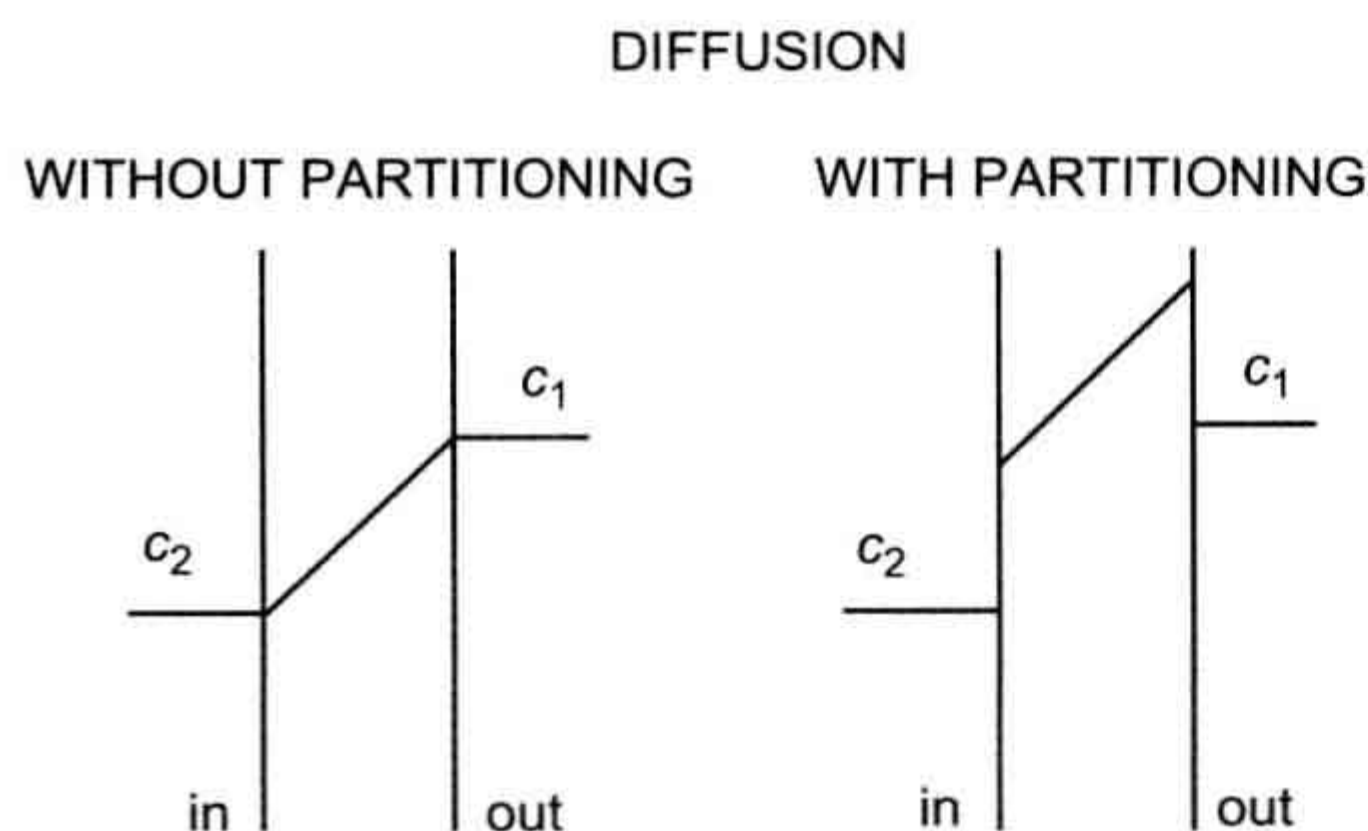 DIFFUSION
WITHOUT PARTITIONING
WITH PARTITIONING
c₁
c₂
in
out
c₁
c₂
in
out